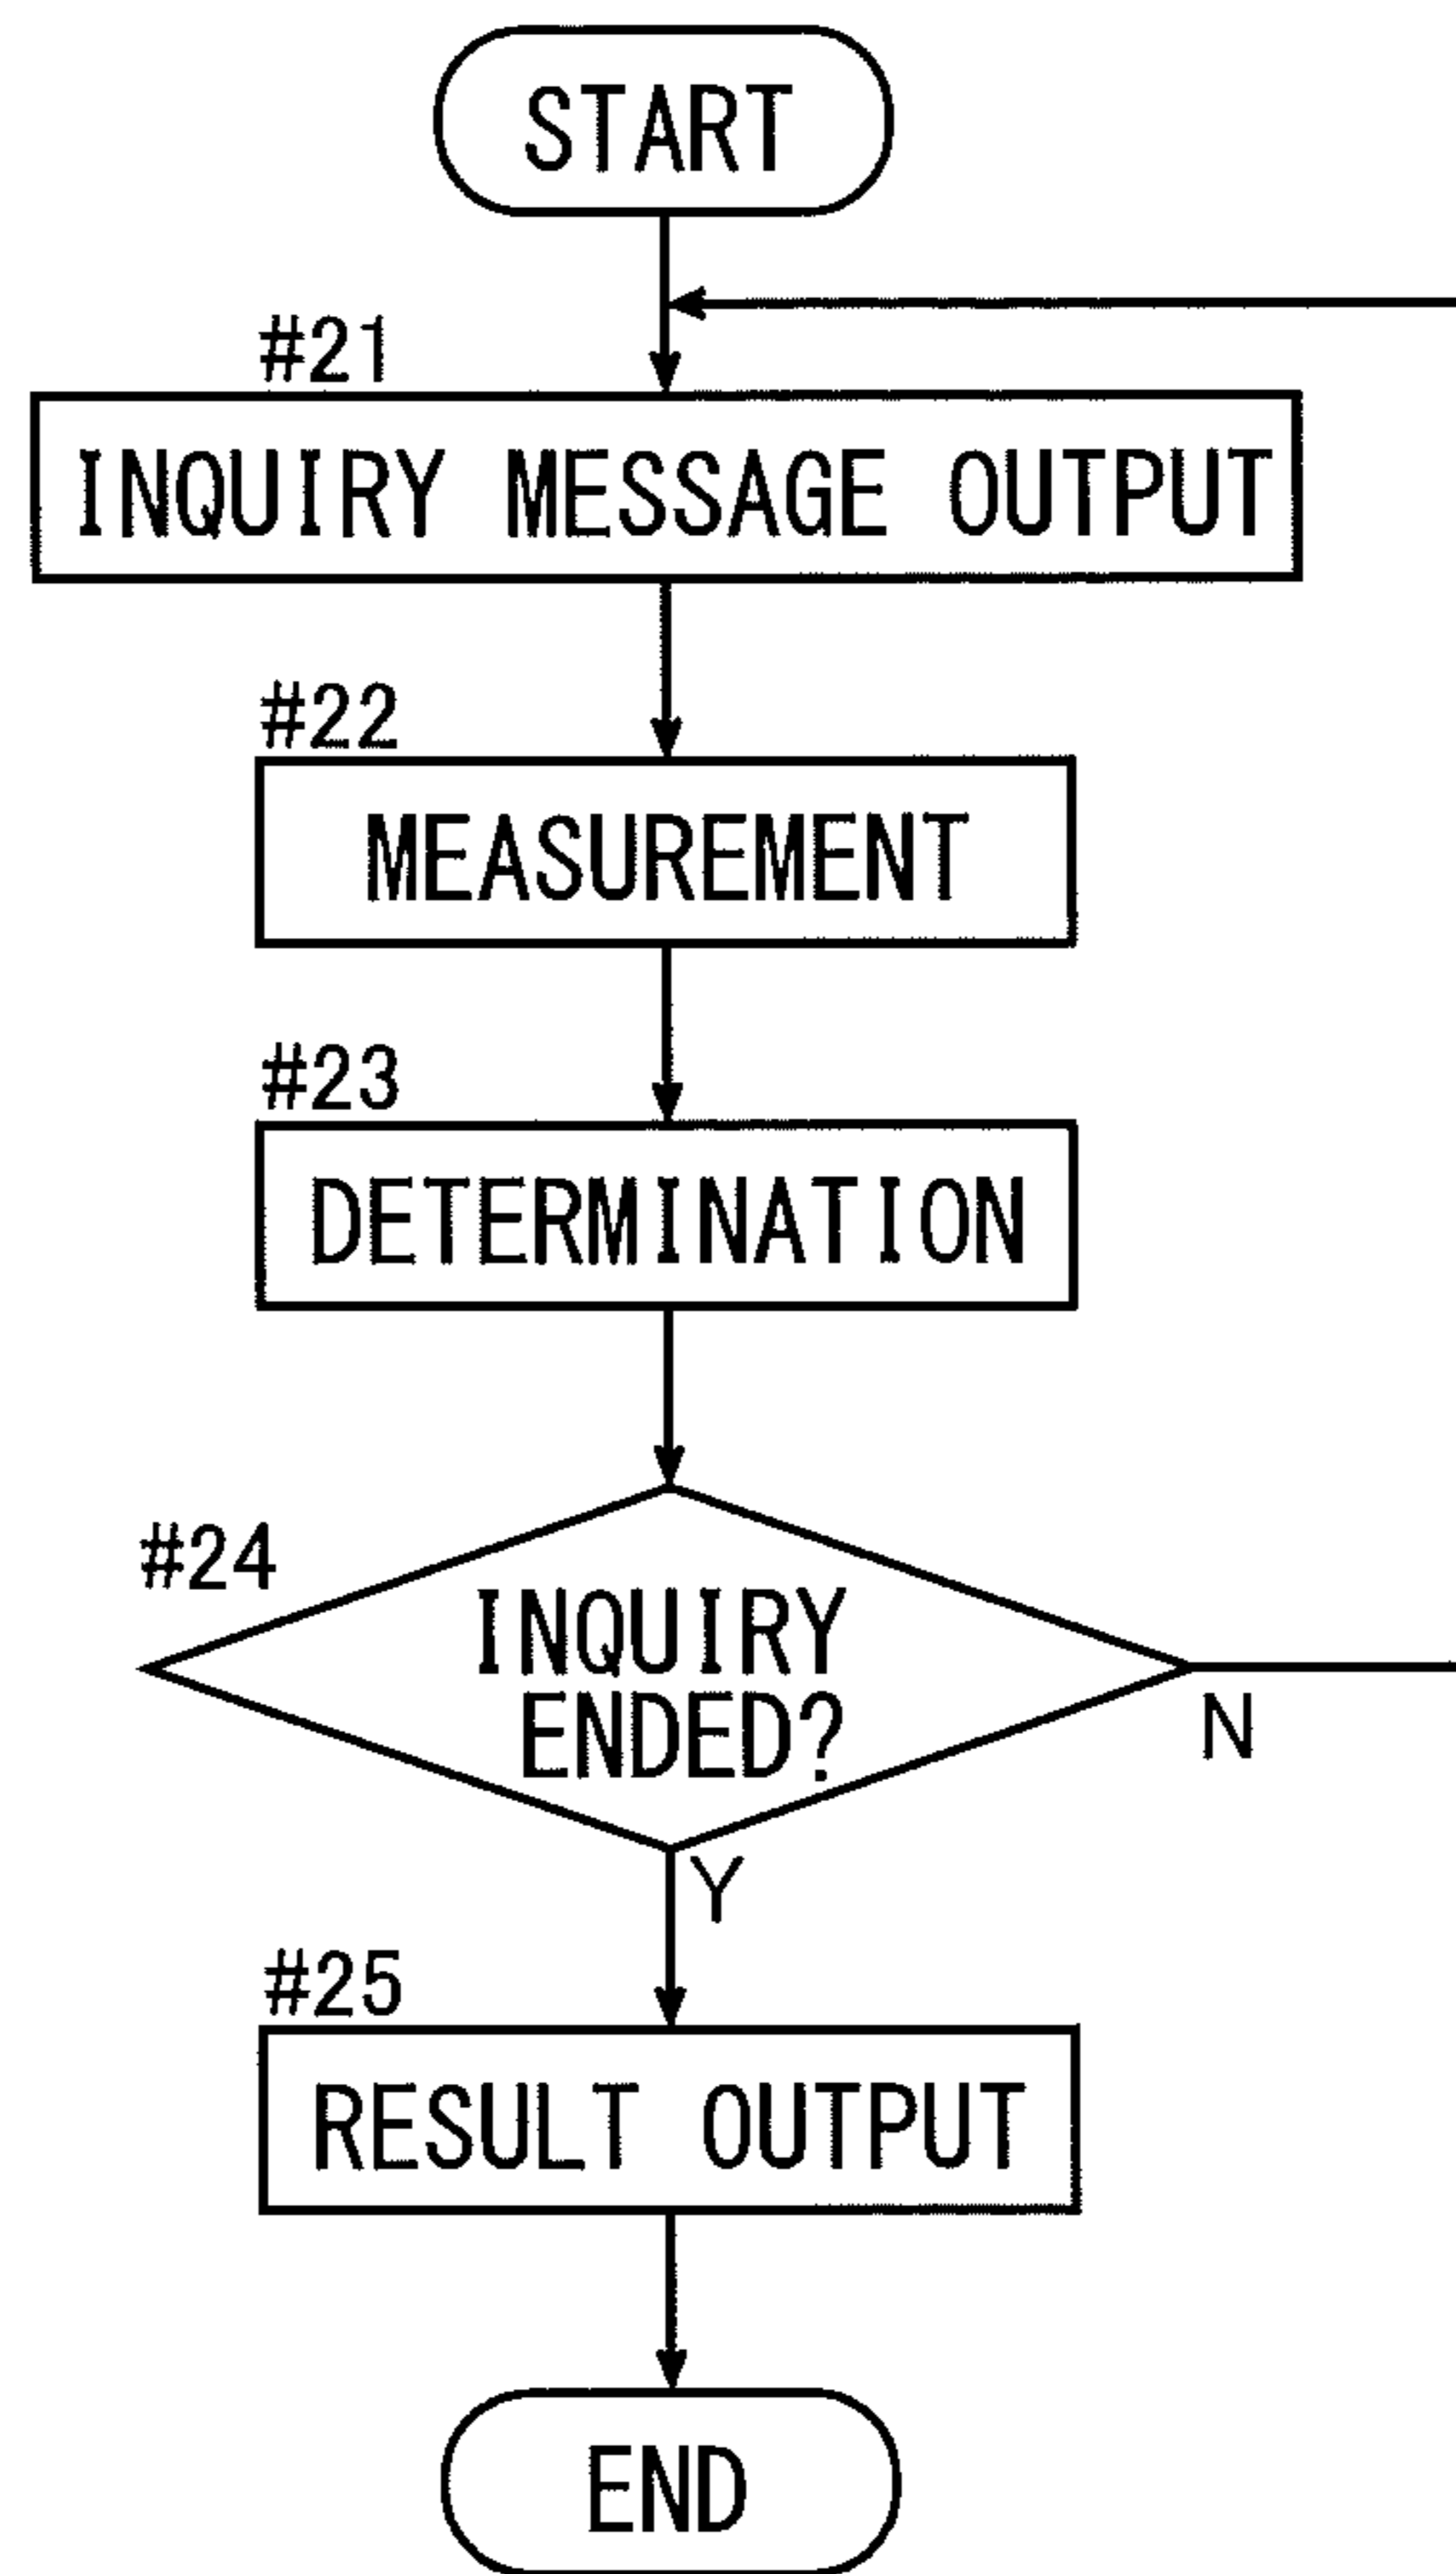 START
#21
INQUIRY MESSAGE OUTPUT
#22
MEASUREMENT
#23
DETERMINATION
#24
INQUIRY
ENDED?
N
Y
#25
RESULT OUTPUT
END